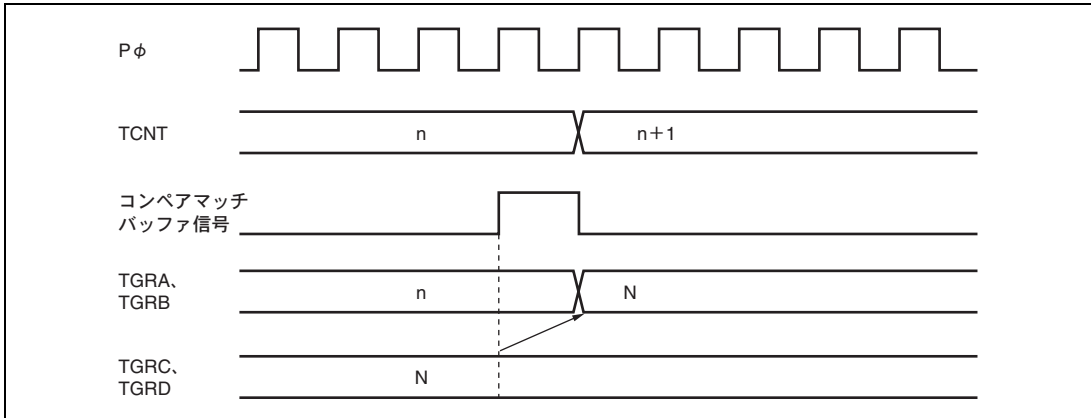 Pφ
TCNT
n
n+1
コンペアマッチ
バッファ信号
TGRA、
TGRB
n
N
TGRC、
TGRD
N